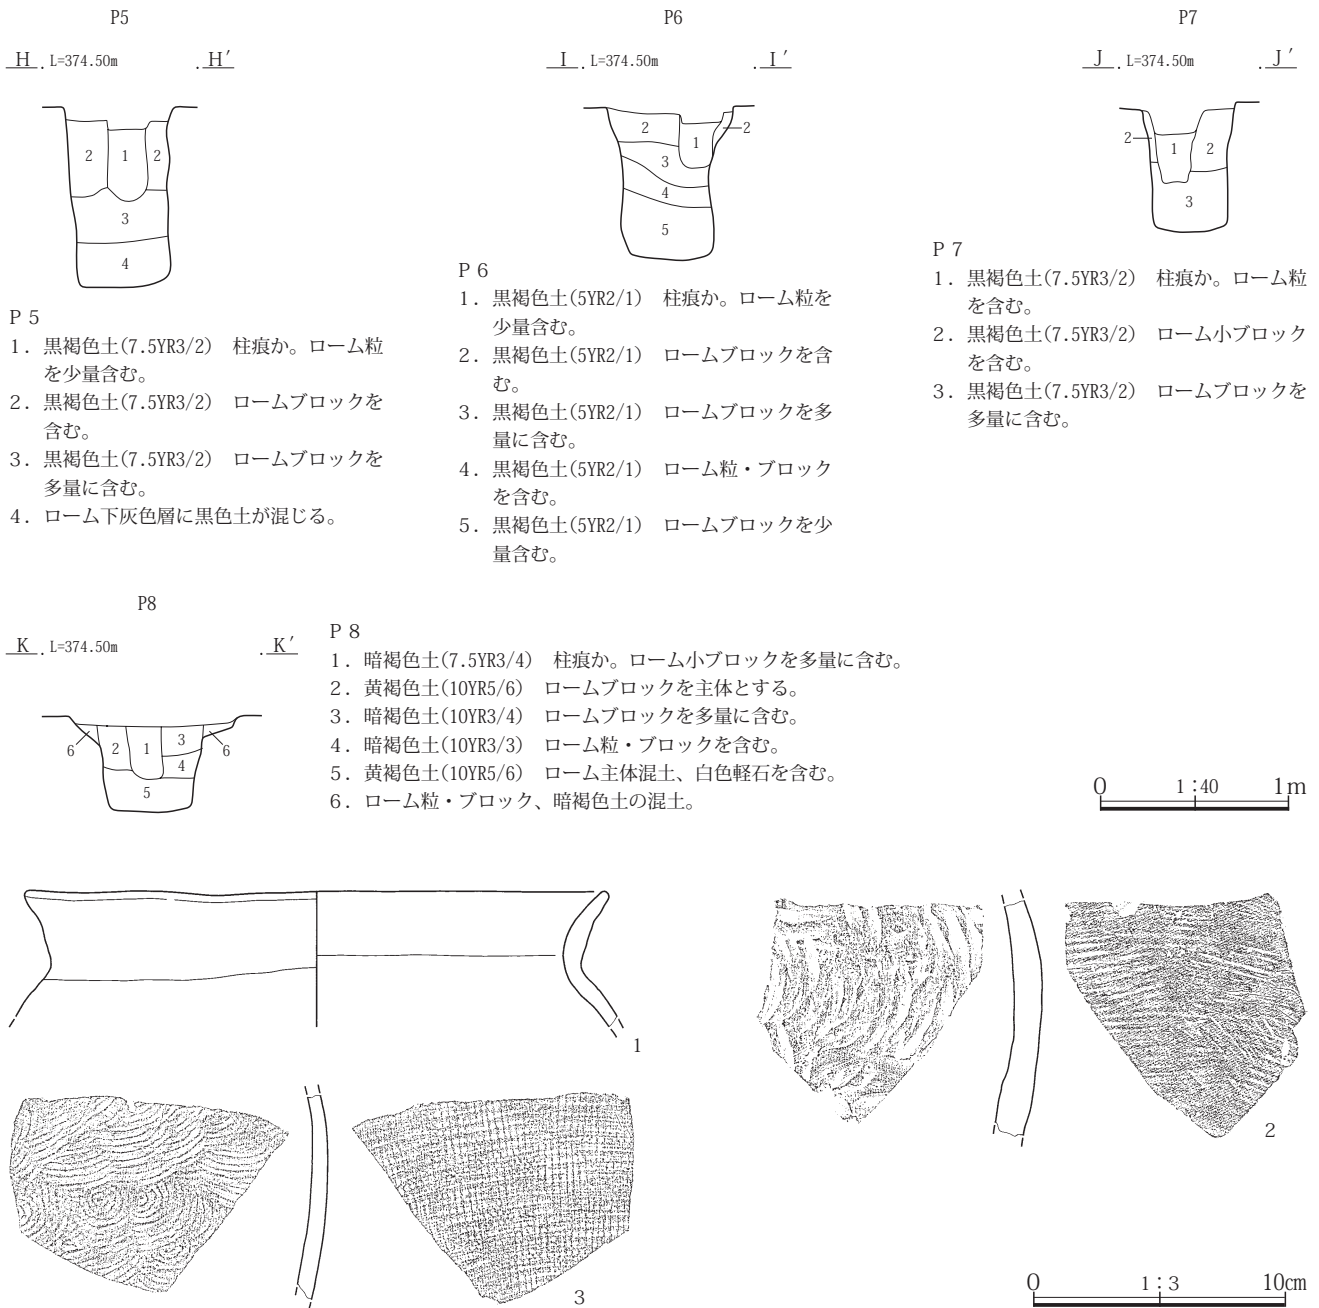 P5
H . L=374.50m . H′
2 1 2
3
4
P 5
1．黒褐色土(7.5YR3/2)　柱痕か。ローム粒
を少量含む。
2．黒褐色土(7.5YR3/2)　ロームブロックを
含む。
3．黒褐色土(7.5YR3/2)　ロームブロックを
多量に含む。
4．ローム下灰色層に黒色土が混じる。
P6
I . L=374.50m . I′
2 1 2
3
4
5
P 6
1．黒褐色土(5YR2/1)　柱痕か。ローム粒を
少量含む。
2．黒褐色土(5YR2/1)　ロームブロックを含
む。
3．黒褐色土(5YR2/1)　ロームブロックを多
量に含む。
4．黒褐色土(5YR2/1)　ローム粒・ブロック
を含む。
5．黒褐色土(5YR2/1)　ロームブロックを少
量含む。
P7
J . L=374.50m . J′
2 1 2
3
P 7
1．黒褐色土(7.5YR3/2)　柱痕か。ローム粒
を含む。
2．黒褐色土(7.5YR3/2)　ローム小ブロック
を含む。
3．黒褐色土(7.5YR3/2)　ロームブロックを
多量に含む。
P8
K . L=374.50m . K′
6 2 1 3 6
4
5
P 8
1．暗褐色土(7.5YR3/4)　柱痕か。ローム小ブロックを多量に含む。
2．黄褐色土(10YR5/6)　ロームブロックを主体とする。
3．暗褐色土(10YR3/4)　ロームブロックを多量に含む。
4．暗褐色土(10YR3/3)　ローム粒・ブロックを含む。
5．黄褐色土(10YR5/6)　ローム主体混土、白色軽石を含む。
6．ローム粒・ブロック、暗褐色土の混土。
0 1：40 1m
1
2
3
0 1：3 10cm